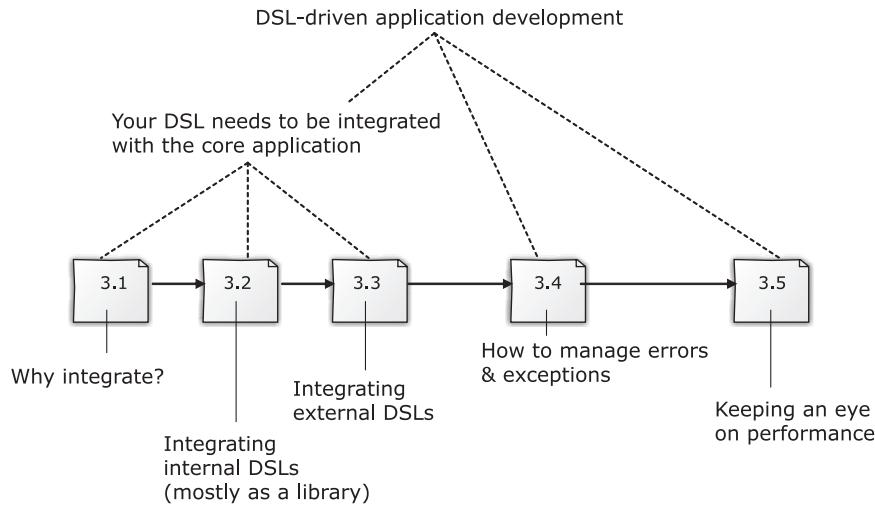 DSL-driven application development
Your DSL needs to be integrated
with the core application
3.1
3.2
3.3
3.4
3.5
Why integrate?
Integrating
internal DSLs
(mostly as a library)
Integrating
external DSLs
How to manage errors
& exceptions
Keeping an eye
on performance